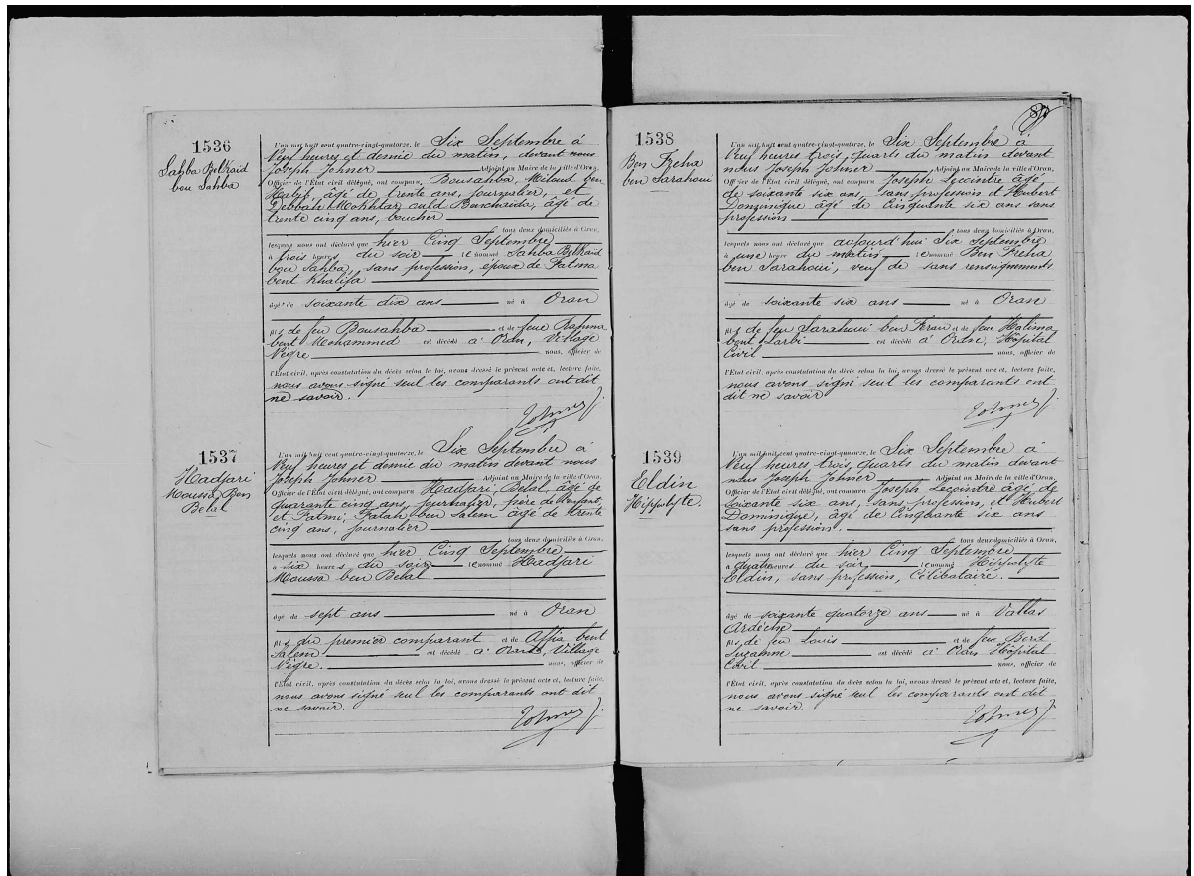 1536
Sahba Belkaid
bou Sahba
L'an mil huit cent quatre-vingt-quatorze, le Six Septembre à
Neuf heures et demie du matin, devant nous
Joseph Johner Adjoint au Maire de la ville d'Oran,
Officier de l'État civil délégué, ont comparu Bousahba, Miloud ben
âgé de trente ans, journalier, et
Mokhtar ould âgé de
trente cinq ans, boucher
tous deux domiciliés à Oran,
lesquels nous ont déclaré que hier Cinq Septembre
à trois heures du soir le nommé Sahba Belkaid
bou Sahba, sans profession, époux de Fatma
bent Khalifa
âgé de soixante dix ans né à Oran
fils de feu Bousahba et de feue
bent Mohammed est décédé à Oran, Village
Nègre nous, officier de
l'État civil, après constatation du décès selon la loi, avons dressé le présent acte et, lecture faite,
nous avons signé seul les comparants ont dit
ne savoir.
Johner J.
1537
Hadjari
Moussa Ben
Belal
L'an mil huit cent quatre-vingt-quatorze, le Six Septembre à
Neuf heures et demie du matin devant nous
Joseph Johner Adjoint au Maire de la ville d'Oran,
Officier de l'État civil délégué, ont comparu Hadjari, Belal, âgé de
quarante cinq ans, journalier, père de l'enfant,
et Fatmi, ben Salem âgé de trente
cinq ans, journalier
tous deux domiciliés à Oran,
lesquels nous ont déclaré que hier Cinq Septembre
à six heures du soir le nommé Hadjari
Moussa ben Belal
âgé de sept ans né à Oran
fils du premier comparant et de Affia bent
Salem est décédé à Oran, Village
Nègre. nous, officier de
l'État civil, après constatation du décès selon la loi, avons dressé le présent acte et, lecture faite,
nous avons signé seul les comparants ont dit
ne savoir.
Johner J.
1538
Ben Freha
ben Sarahoui
L'an mil huit cent quatre-vingt-quatorze, le Six Septembre à
Neuf heures trois quarts du matin devant
nous Joseph Johner Adjoint au Maire de la ville d'Oran,
Officier de l'État civil délégué, ont comparu Joseph Lecointre âgé
de soixante six ans, sans profession et Hubert
Dominique âgé de Cinquante six ans sans
profession
tous deux domiciliés à Oran,
lesquels nous ont déclaré que aujourd'hui Six Septembre
à une heure du matin le nommé Ben Freha
ben Sarahoui, veuf de sans renseignements
âgé de soixante six ans né à Oran
fils de feu Sarahoui ben et de feu Halima
bent Larbi est décédé à Oran, Hôpital
Civil nous, officier de
l'État civil, après constatation du décès selon la loi, avons dressé le présent acte et, lecture faite,
nous avons signé seul les comparants ont
dit ne savoir
Johner J.
1539
Eldin
Hippolyte.
L'an mil huit cent quatre-vingt-quatorze, le Six Septembre à
Neuf heures trois quarts du matin devant
nous Joseph Johner Adjoint au Maire de la ville d'Oran,
Officier de l'État civil délégué, ont comparu Joseph Lecointre âgé de
soixante six ans, sans profession, et Hubert
Dominique, âgé de Cinquante six ans
sans profession.
tous deux domiciliés à Oran,
lesquels nous ont déclaré que hier Cinq Septembre
à quatre heures du soir le nommé Hippolyte
Eldin, sans profession, Célibataire.
âgé de soixante quatorze ans né à Vallas
Ardèche
fils de feu Louis et de feu Borst
Suzanne est décédé à Oran Hôpital
Civil nous, officier de
l'État civil, après constatation du décès selon la loi, avons dressé le présent acte et, lecture faite,
nous avons signé seul les comparants ont dit
ne savoir.
Johner J.